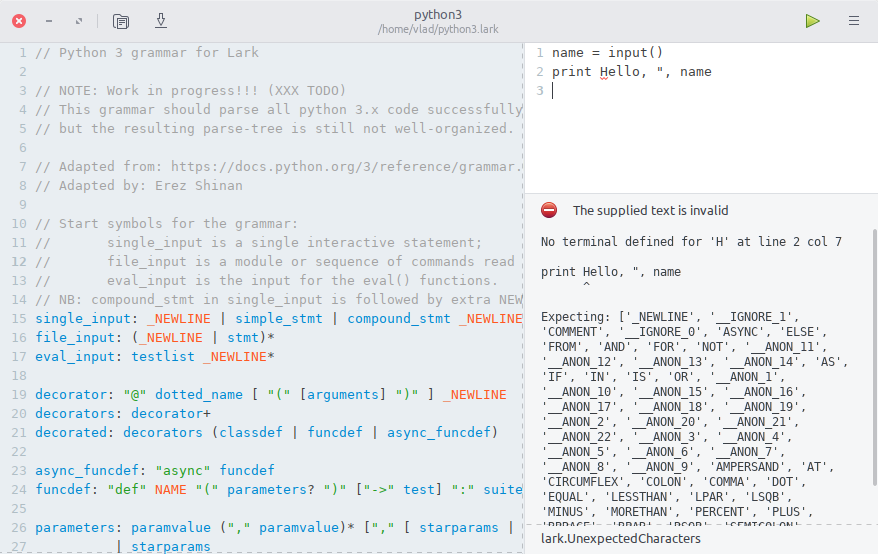 python3
/home/vlad/python3.lark
1 // Python 3 grammar for Lark
2
3 // NOTE: Work in progress!!! (XXX TODO)
4 // This grammar should parse all python 3.x code successfully
5 // but the resulting parse-tree is still not well-organized.
6
7 // Adapted from: https://docs.python.org/3/reference/grammar.
8 // Adapted by: Erez Shinan
9
10 // Start symbols for the grammar:
11 //       single_input is a single interactive statement;
12 //       file_input is a module or sequence of commands read
13 //       eval_input is the input for the eval() functions.
14 // NB: compound_stmt in single_input is followed by extra NEW
15 single_input: _NEWLINE | simple_stmt | compound_stmt _NEWLINE
16 file_input: (_NEWLINE | stmt)*
17 eval_input: testlist _NEWLINE*
18
19 decorator: "@" dotted_name [ "(" [arguments] ")" ] _NEWLINE
20 decorators: decorator+
21 decorated: decorators (classdef | funcdef | async_funcdef)
22
23 async_funcdef: "async" funcdef
24 funcdef: "def" NAME "(" parameters? ")" ["->" test] ":" suite
25
26 parameters: paramvalue ("," paramvalue)* ["," [ starparams |
27           | starparams
1 name = input()
2 print Hello, ", name
3
The supplied text is invalid
No terminal defined for 'H' at line 2 col 7
print Hello, ", name
^
Expecting: ['_NEWLINE', '__IGNORE_1',
'COMMENT', '__IGNORE_0', 'ASYNC', 'ELSE',
'FROM', 'AND', 'FOR', 'NOT', '__ANON_11',
'__ANON_12', '__ANON_13', '__ANON_14', 'AS',
'IF', 'IN', 'IS', 'OR', '__ANON_1',
'__ANON_10', '__ANON_15', '__ANON_16',
'__ANON_17', '__ANON_18', '__ANON_19',
'__ANON_2', '__ANON_20', '__ANON_21',
'__ANON_22', '__ANON_3', '__ANON_4',
'__ANON_5', '__ANON_6', '__ANON_7',
'__ANON_8', '__ANON_9', 'AMPERSAND', 'AT',
'CIRCUMFLEX', 'COLON', 'COMMA', 'DOT',
'EQUAL', 'LESSTHAN', 'LPAR', 'LSQB',
'MINUS', 'MORETHAN', 'PERCENT', 'PLUS',
'RBRACE', 'RPAR', 'RSQB', 'SEMICOLON',
lark.UnexpectedCharacters